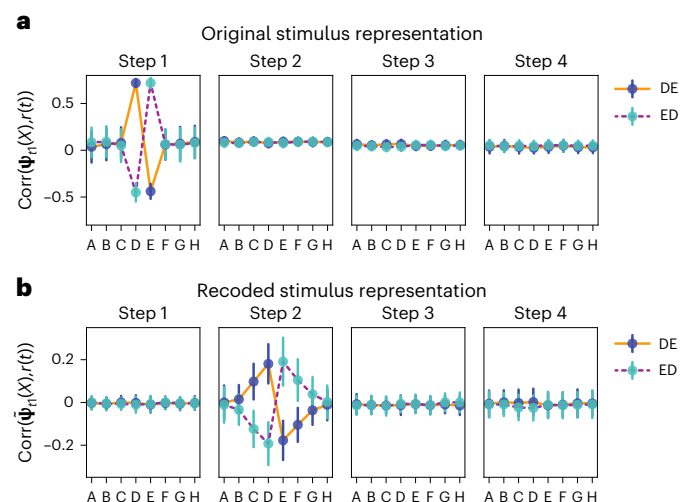 a
Original stimulus representation
Step 1 Step 2 Step 3 Step 4
Corr(ψt1(X),r(t))
0.5
0
−0.5
A B C D E F G H A B C D E F G H A B C D E F G H A B C D E F G H
DE
ED
b
Recoded stimulus representation
Step 1 Step 2 Step 3 Step 4
Corr(ψ̃t1(X),r(t))
0.2
0
−0.2
A B C D E F G H A B C D E F G H A B C D E F G H A B C D E F G H
DE
ED